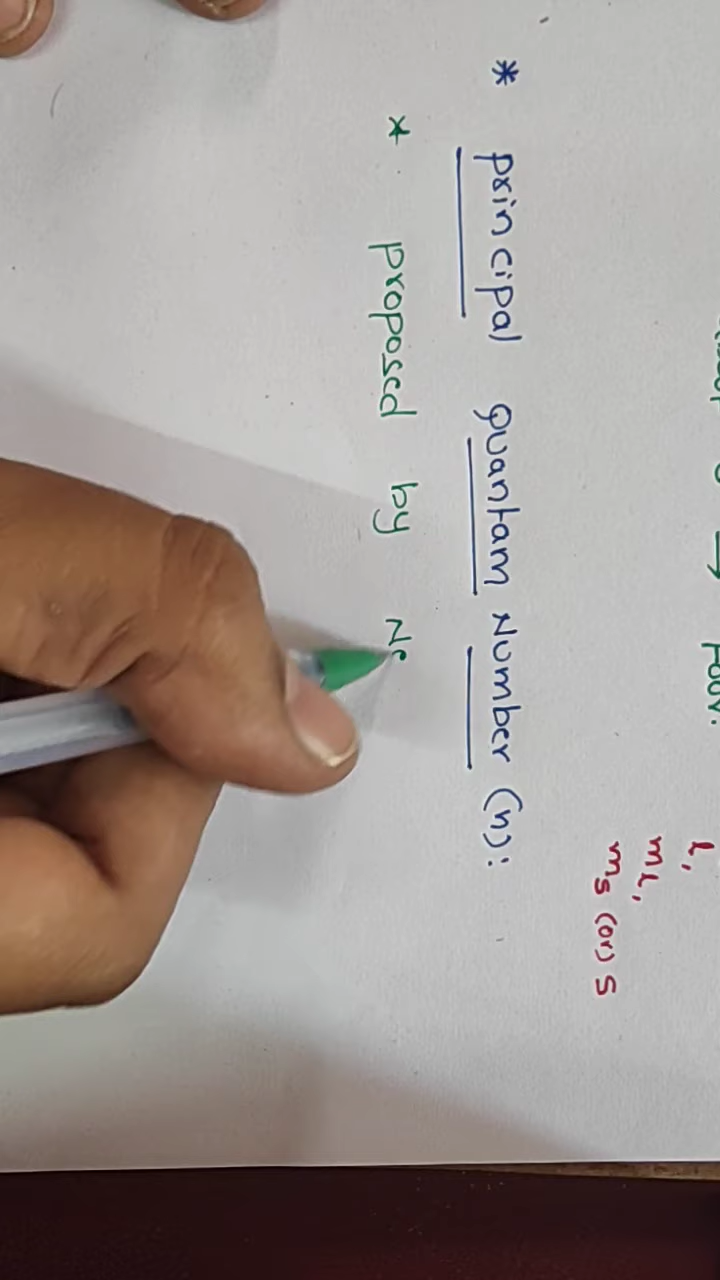 l,
ml,
ms (or) s
* principal Quantam Number (n):
* proposed by